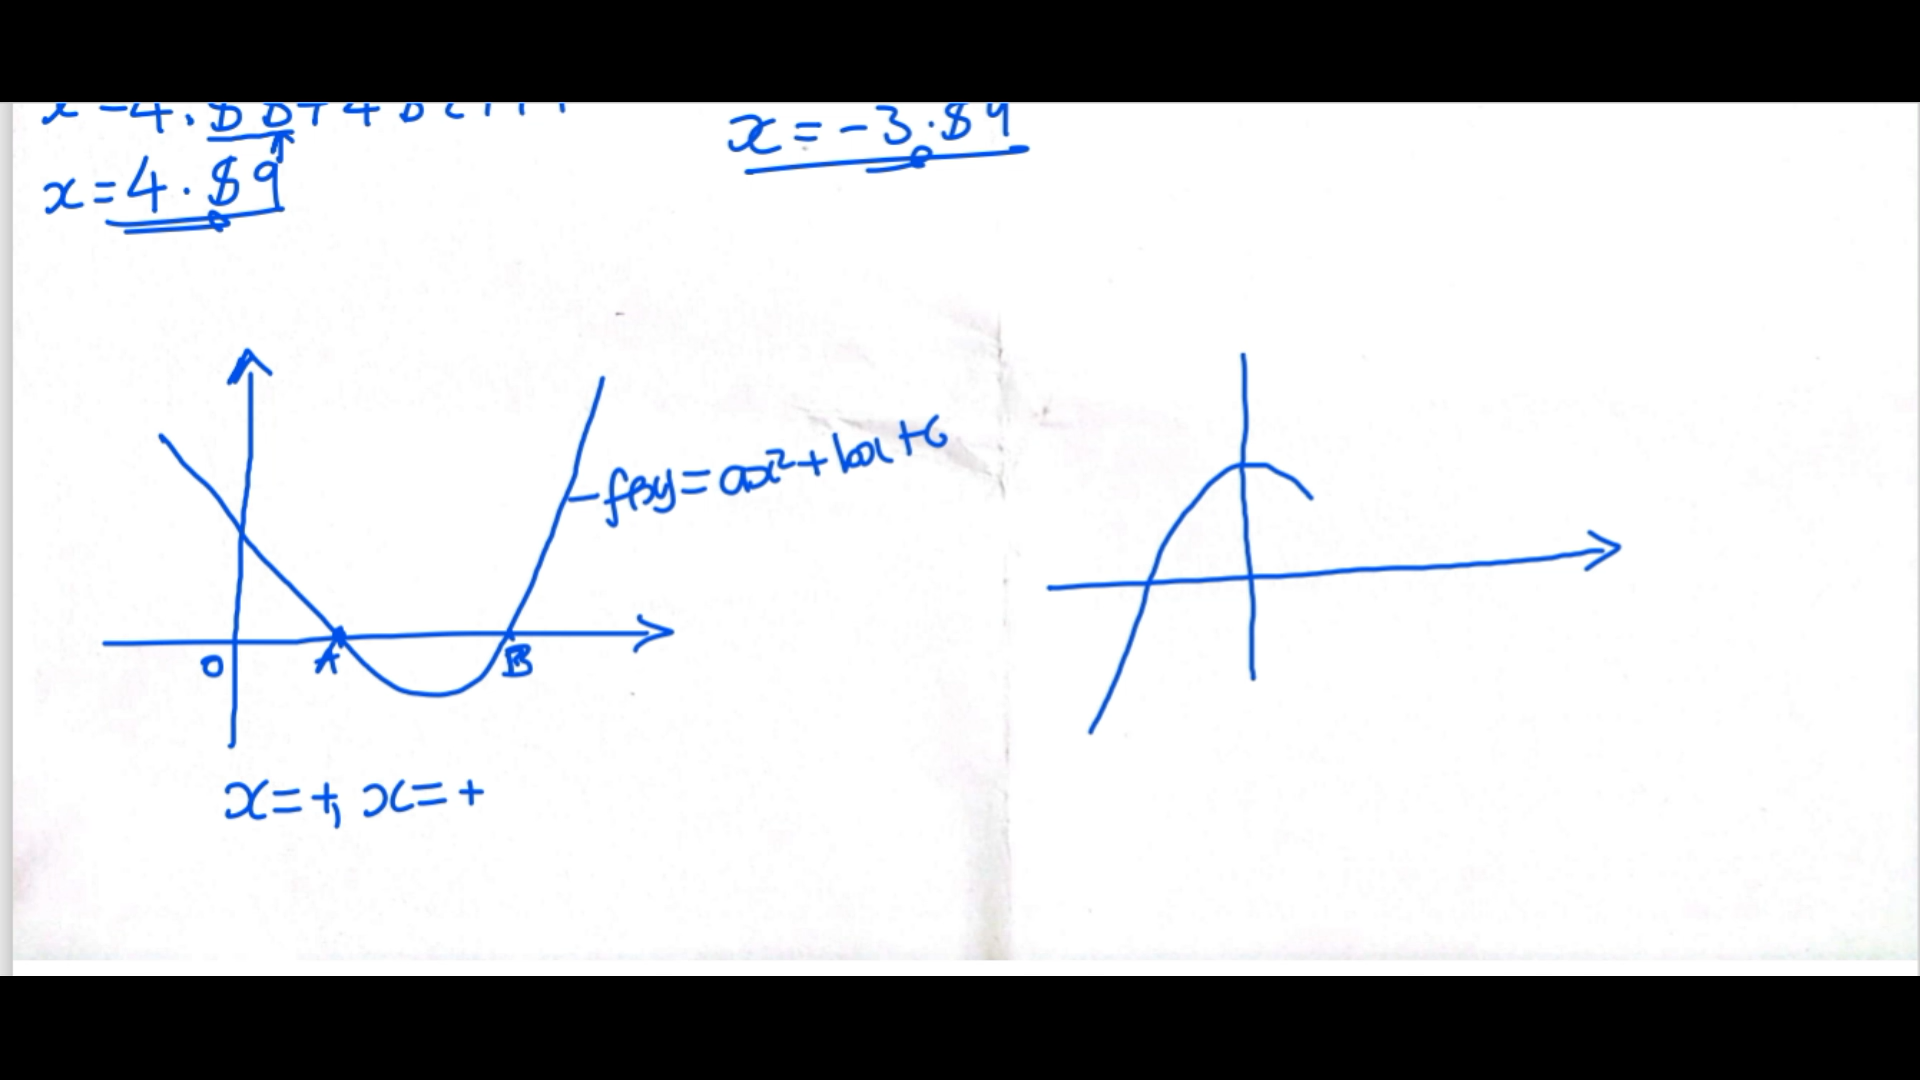 x = 4.89
x = -3.89
f(x) = ax² + bx + c
O A B
x = +, x = +